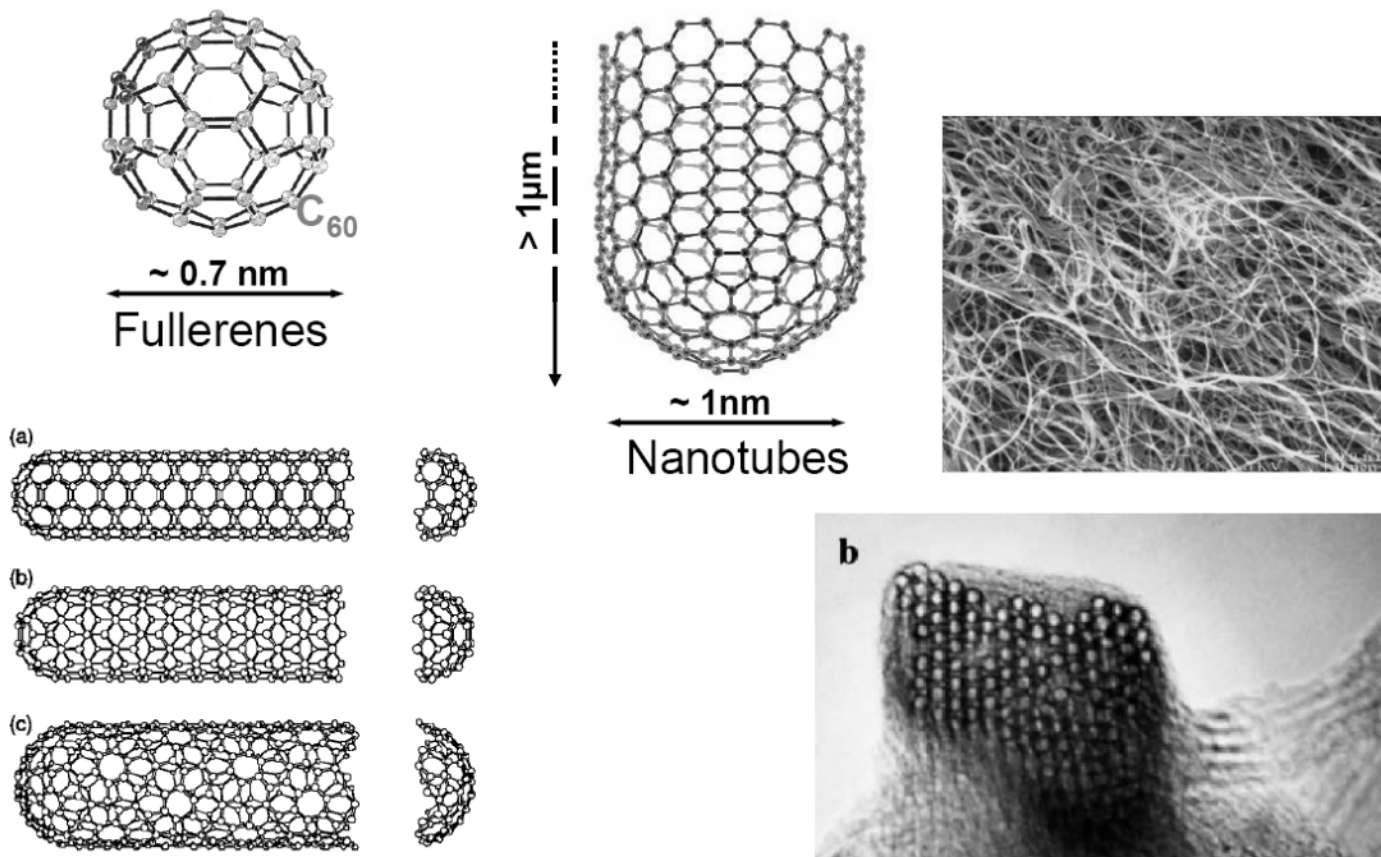 C60
~ 0.7 nm
Fullerenes
> 1μm
~ 1nm
Nanotubes
(a)
(b)
(c)
b